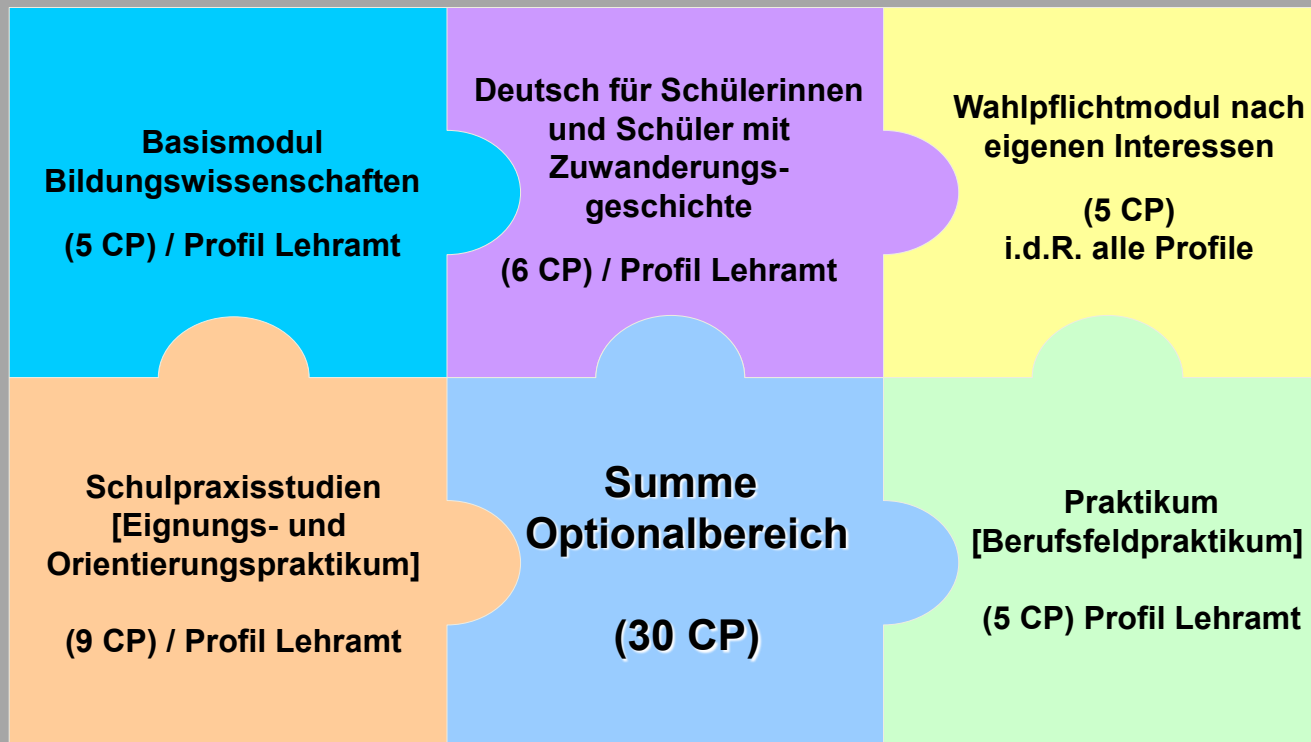 Basismodul
Bildungswissenschaften
(5 CP) / Profil Lehramt
Deutsch für Schülerinnen
und Schüler mit
Zuwanderungs-
geschichte
(6 CP) / Profil Lehramt
Wahlpflichtmodul nach
eigenen Interessen
(5 CP)
i.d.R. alle Profile
Schulpraxisstudien
[Eignungs- und
Orientierungspraktikum]
(9 CP) / Profil Lehramt
Summe
Optionalbereich
(30 CP)
Praktikum
[Berufsfeldpraktikum]
(5 CP) Profil Lehramt